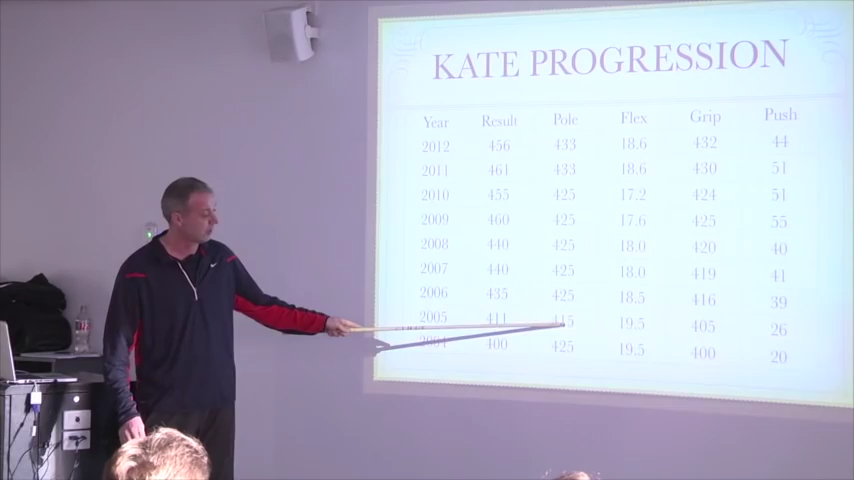 KATE PROGRESSION
Year Result Pole Flex Grip Push
2012 456 433 18.6 432 44
2011 461 433 18.6 430 51
2010 455 425 17.2 424 51
2009 460 425 17.6 425 55
2008 440 425 18.0 420 40
2007 440 425 18.0 419 41
2006 435 425 18.5 416 39
2005 411 415 19.5 405 26
2004 400 425 19.5 400 20